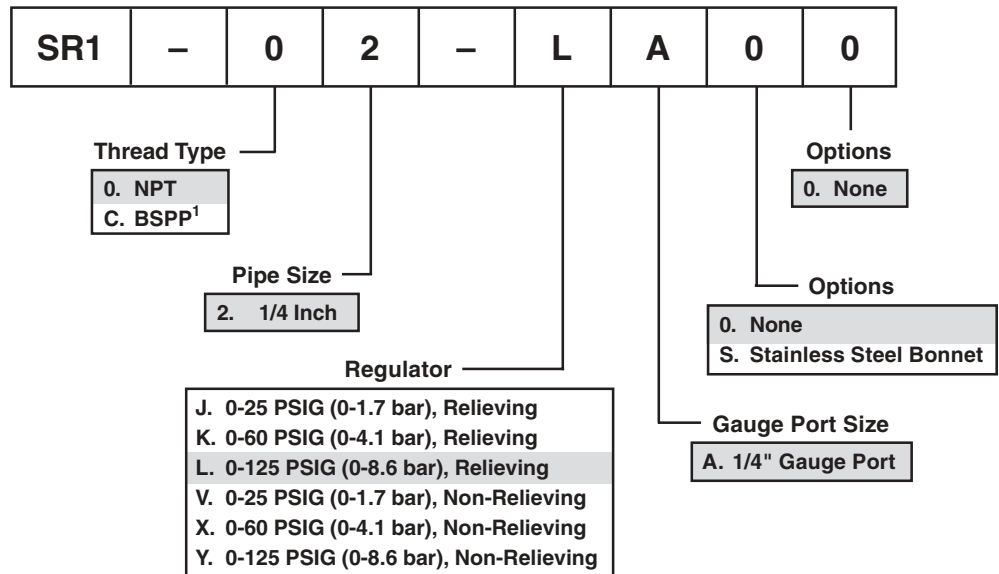 SR1 – 0 2 – L A 0 0
Thread Type
0. NPT
C. BSPP¹
Pipe Size
2. 1/4 Inch
Regulator
J. 0-25 PSIG (0-1.7 bar), Relieving
K. 0-60 PSIG (0-4.1 bar), Relieving
L. 0-125 PSIG (0-8.6 bar), Relieving
V. 0-25 PSIG (0-1.7 bar), Non-Relieving
X. 0-60 PSIG (0-4.1 bar), Non-Relieving
Y. 0-125 PSIG (0-8.6 bar), Non-Relieving
Options
0. None
Options
0. None
S. Stainless Steel Bonnet
Gauge Port Size
A. 1/4" Gauge Port